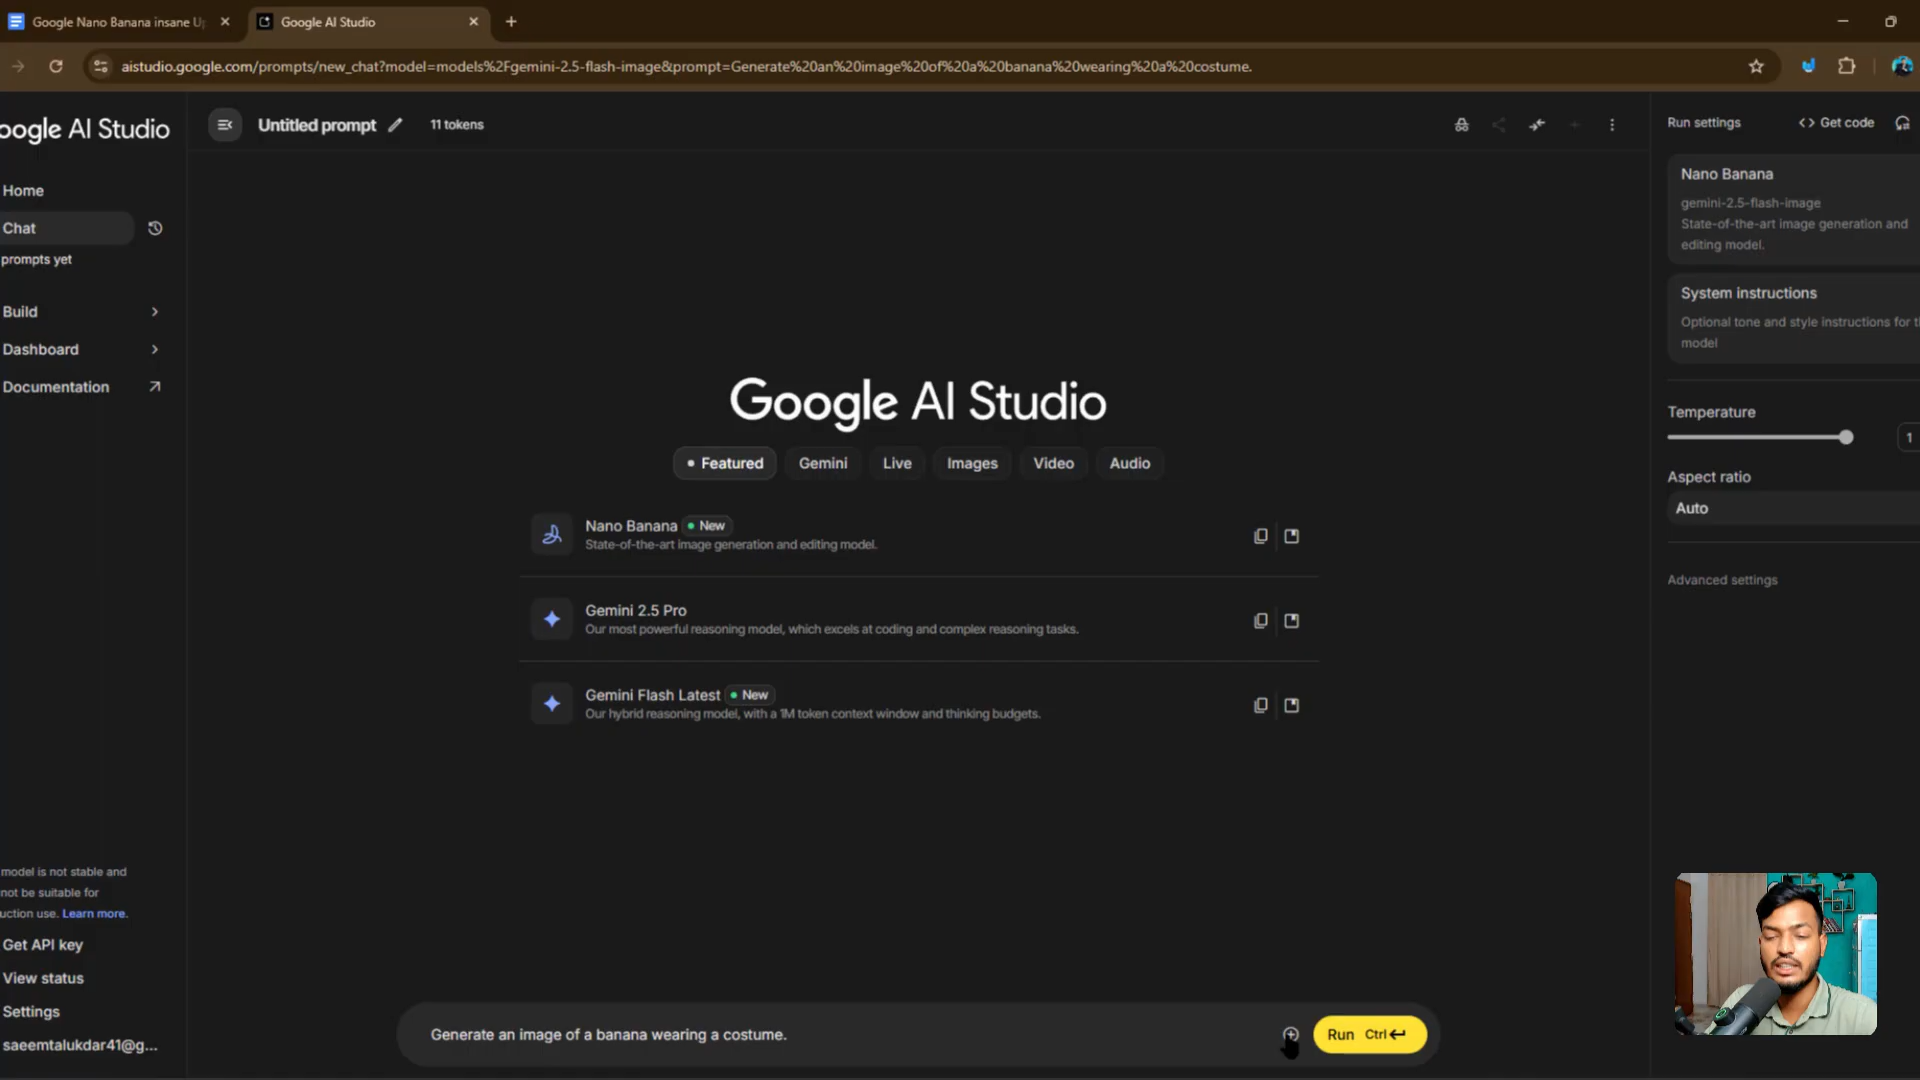 Google Nano Banana insane U
Google AI Studio
aistudio.google.com/prompts/new_chat?model=models%2Fgemini-2.5-flash-image&prompt=Generate%20an%20image%20of%20a%20banana%20wearing%20a%20costume.
oogle AI Studio
Untitled prompt
11 tokens
Run settings
<> Get code
Home
Chat
prompts yet
Build
Dashboard
Documentation
Nano Banana
gemini-2.5-flash-image
State-of-the-art image generation and
editing model.
System instructions
Optional tone and style instructions for t
model
Temperature
1
Aspect ratio
Auto
Advanced settings
Google AI Studio
Featured
Gemini
Live
Images
Video
Audio
Nano Banana
New
State-of-the-art image generation and editing model.
Gemini 2.5 Pro
Our most powerful reasoning model, which excels at coding and complex reasoning tasks.
Gemini Flash Latest
New
Our hybrid reasoning model, with a 1M token context window and thinking budgets.
model is not stable and
not be suitable for
uction use. Learn more.
Get API key
View status
Settings
saeemtalukdar41@g...
Generate an image of a banana wearing a costume.
Run Ctrl